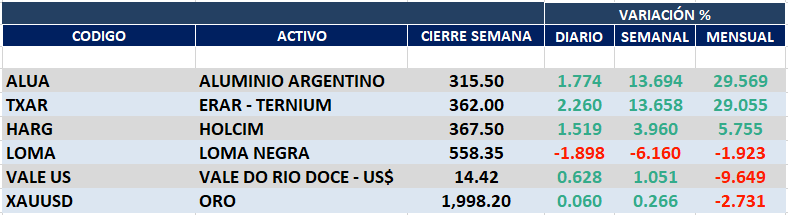 VARIACIÓN %
CODIGO ACTIVO CIERRE SEMANA DIARIO SEMANAL MENSUAL
ALUA ALUMINIO ARGENTINO 315.50 1.774 13.694 29.569
TXAR ERAR - TERNIUM 362.00 2.260 13.658 29.055
HARG HOLCIM 367.50 1.519 3.960 5.755
LOMA LOMA NEGRA 558.35 -1.898 -6.160 -1.923
VALE US VALE DO RIO DOCE - US$ 14.42 0.628 1.051 -9.649
XAUUSD ORO 1,998.20 0.060 0.266 -2.731